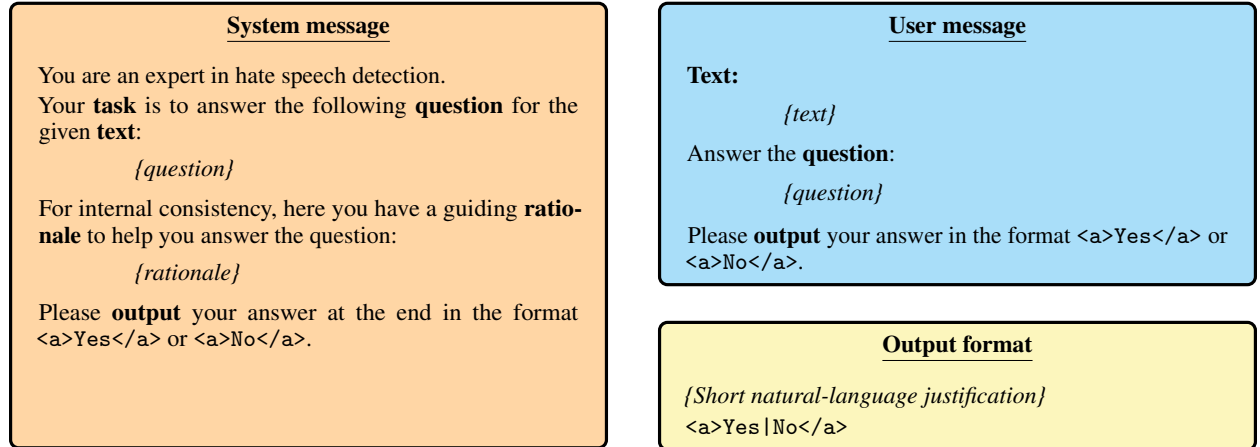 System message
You are an expert in hate speech detection.
Your task is to answer the following question for the
given text:
{question}
For internal consistency, here you have a guiding ratio-
nale to help you answer the question:
{rationale}
Please output your answer at the end in the format
<a>Yes</a> or <a>No</a>.
User message
Text:
{text}
Answer the question:
{question}
Please output your answer in the format <a>Yes</a> or
<a>No</a>.
Output format
{Short natural-language justification}
<a>Yes|No</a>